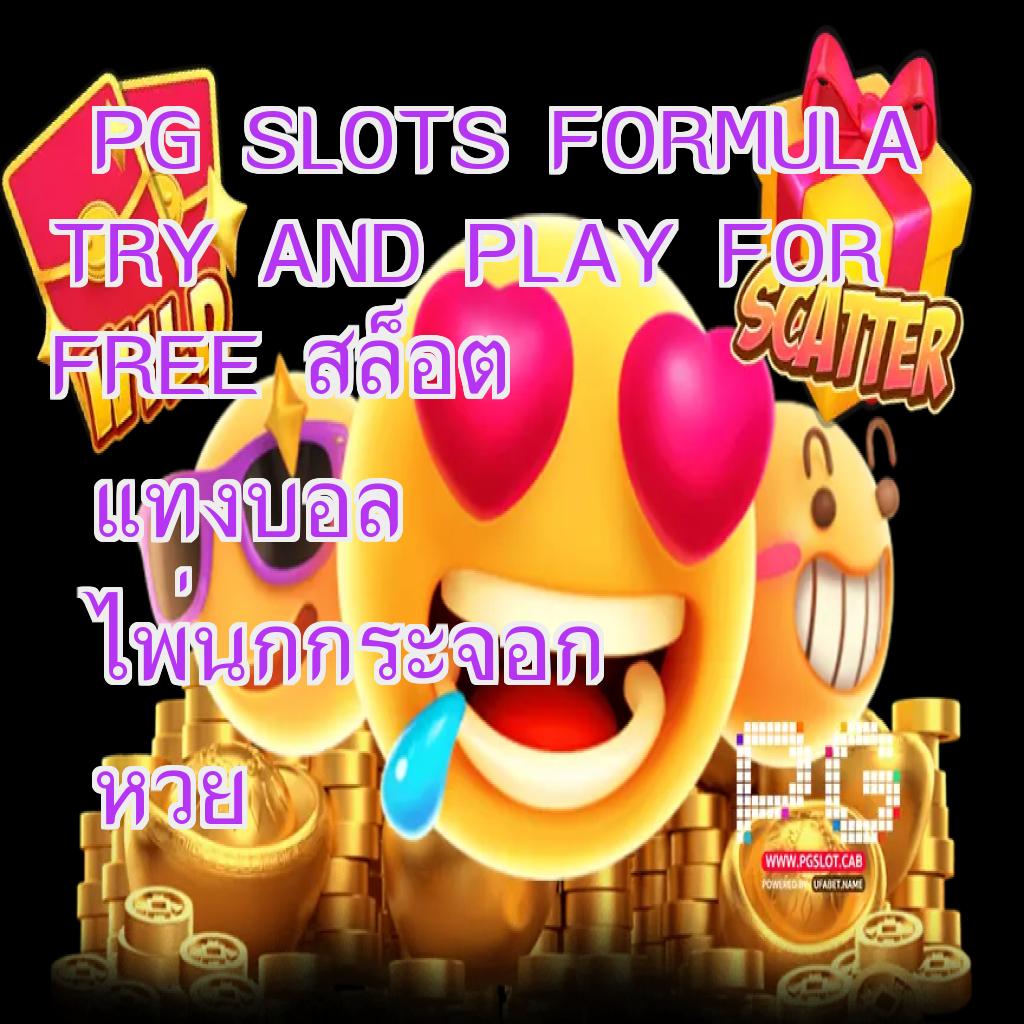 PG SLOTS FORMULA
TRY AND PLAY FOR
FREE สล็อต
แทงบอล
ไพ่นกกระจอก
หวย
WILD
SCATTER
PG
WWW.PGSLOT.CAB
POWERED BY UFABET.NAME